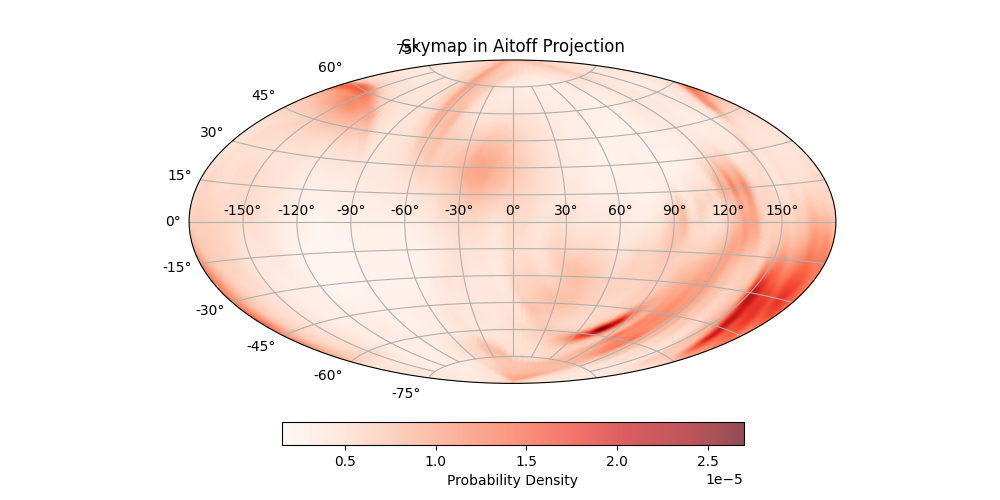 Skymap in Aitoff Projection
75°
60°
45°
30°
15°
0°
-15°
-30°
-45°
-60°
-75°
-150° -120° -90° -60° -30° 0° 30° 60° 90° 120° 150°
0.5 1.0 1.5 2.0 2.5
1e−5
Probability Density